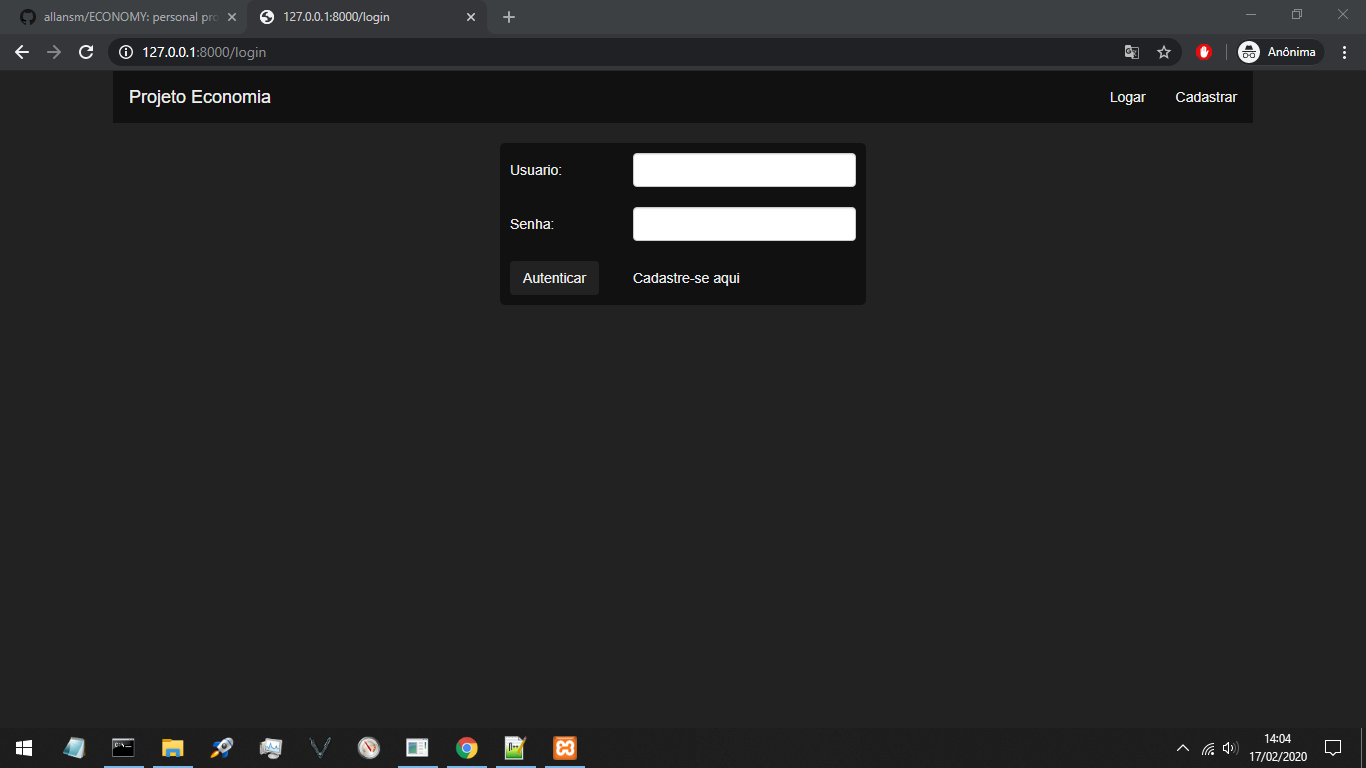 allansm/ECONOMY: personal pro
127.0.0.1:8000/login
127.0.0.1:8000/login
Anônima
Projeto Economia
Logar
Cadastrar
Usuario:
Senha:
Autenticar
Cadastre-se aqui
14:04
17/02/2020